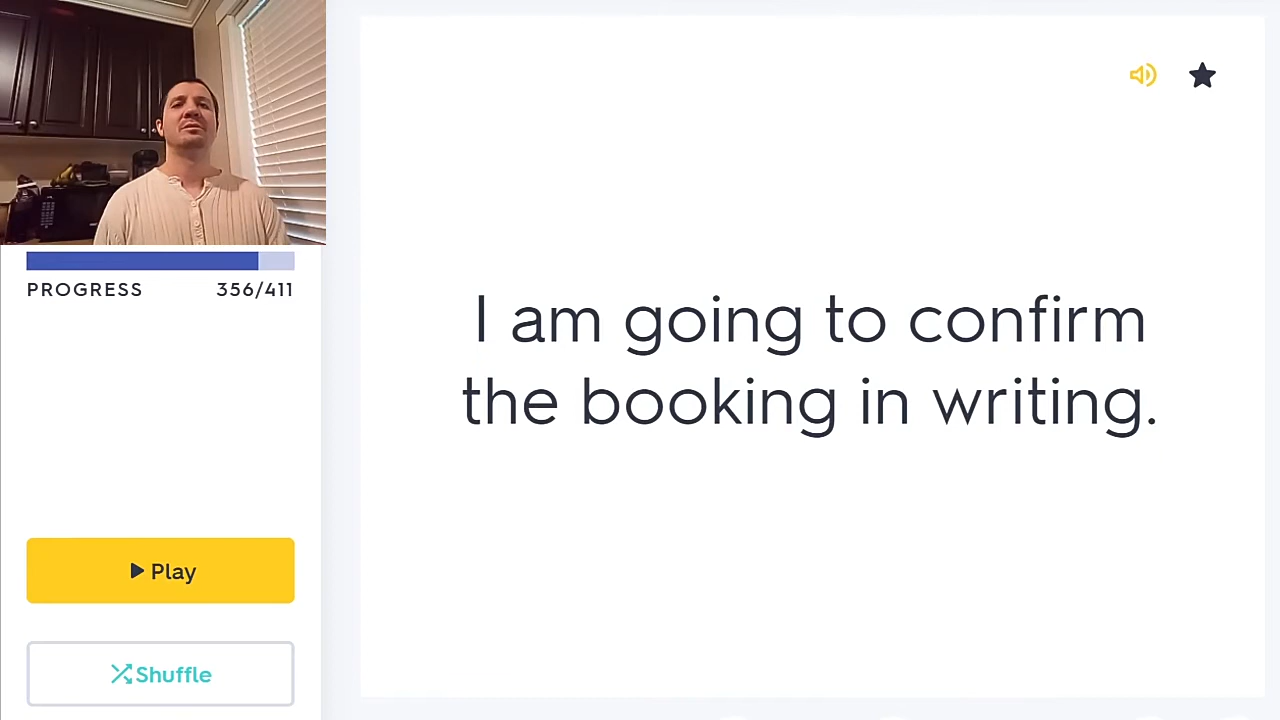 PROGRESS 356/411
Play
Shuffle
I am going to confirm
the booking in writing.